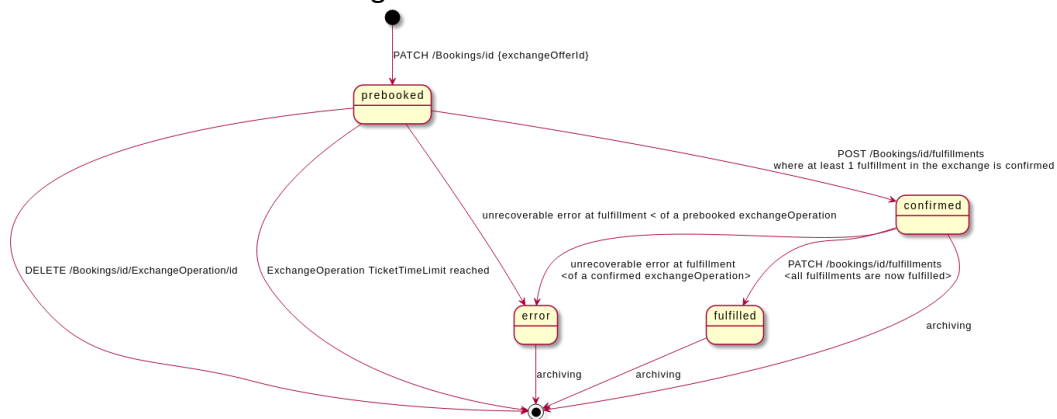 PATCH /Bookings/id {exchangeOfferId}
prebooked
POST /Bookings/id/fulfillments
where at least 1 fulfillment in the exchange is confirmed
confirmed
unrecoverable error at fulfillment < of a prebooked exchangeOperation
DELETE /Bookings/id/ExchangeOperation/id
ExchangeOperation TicketTimeLimit reached
unrecoverable error at fulfillment
<of a confirmed exchangeOperation>
PATCH /bookings/id/fulfillments
<all fulfillments are now fulfilled>
error
fulfilled
archiving
archiving
archiving